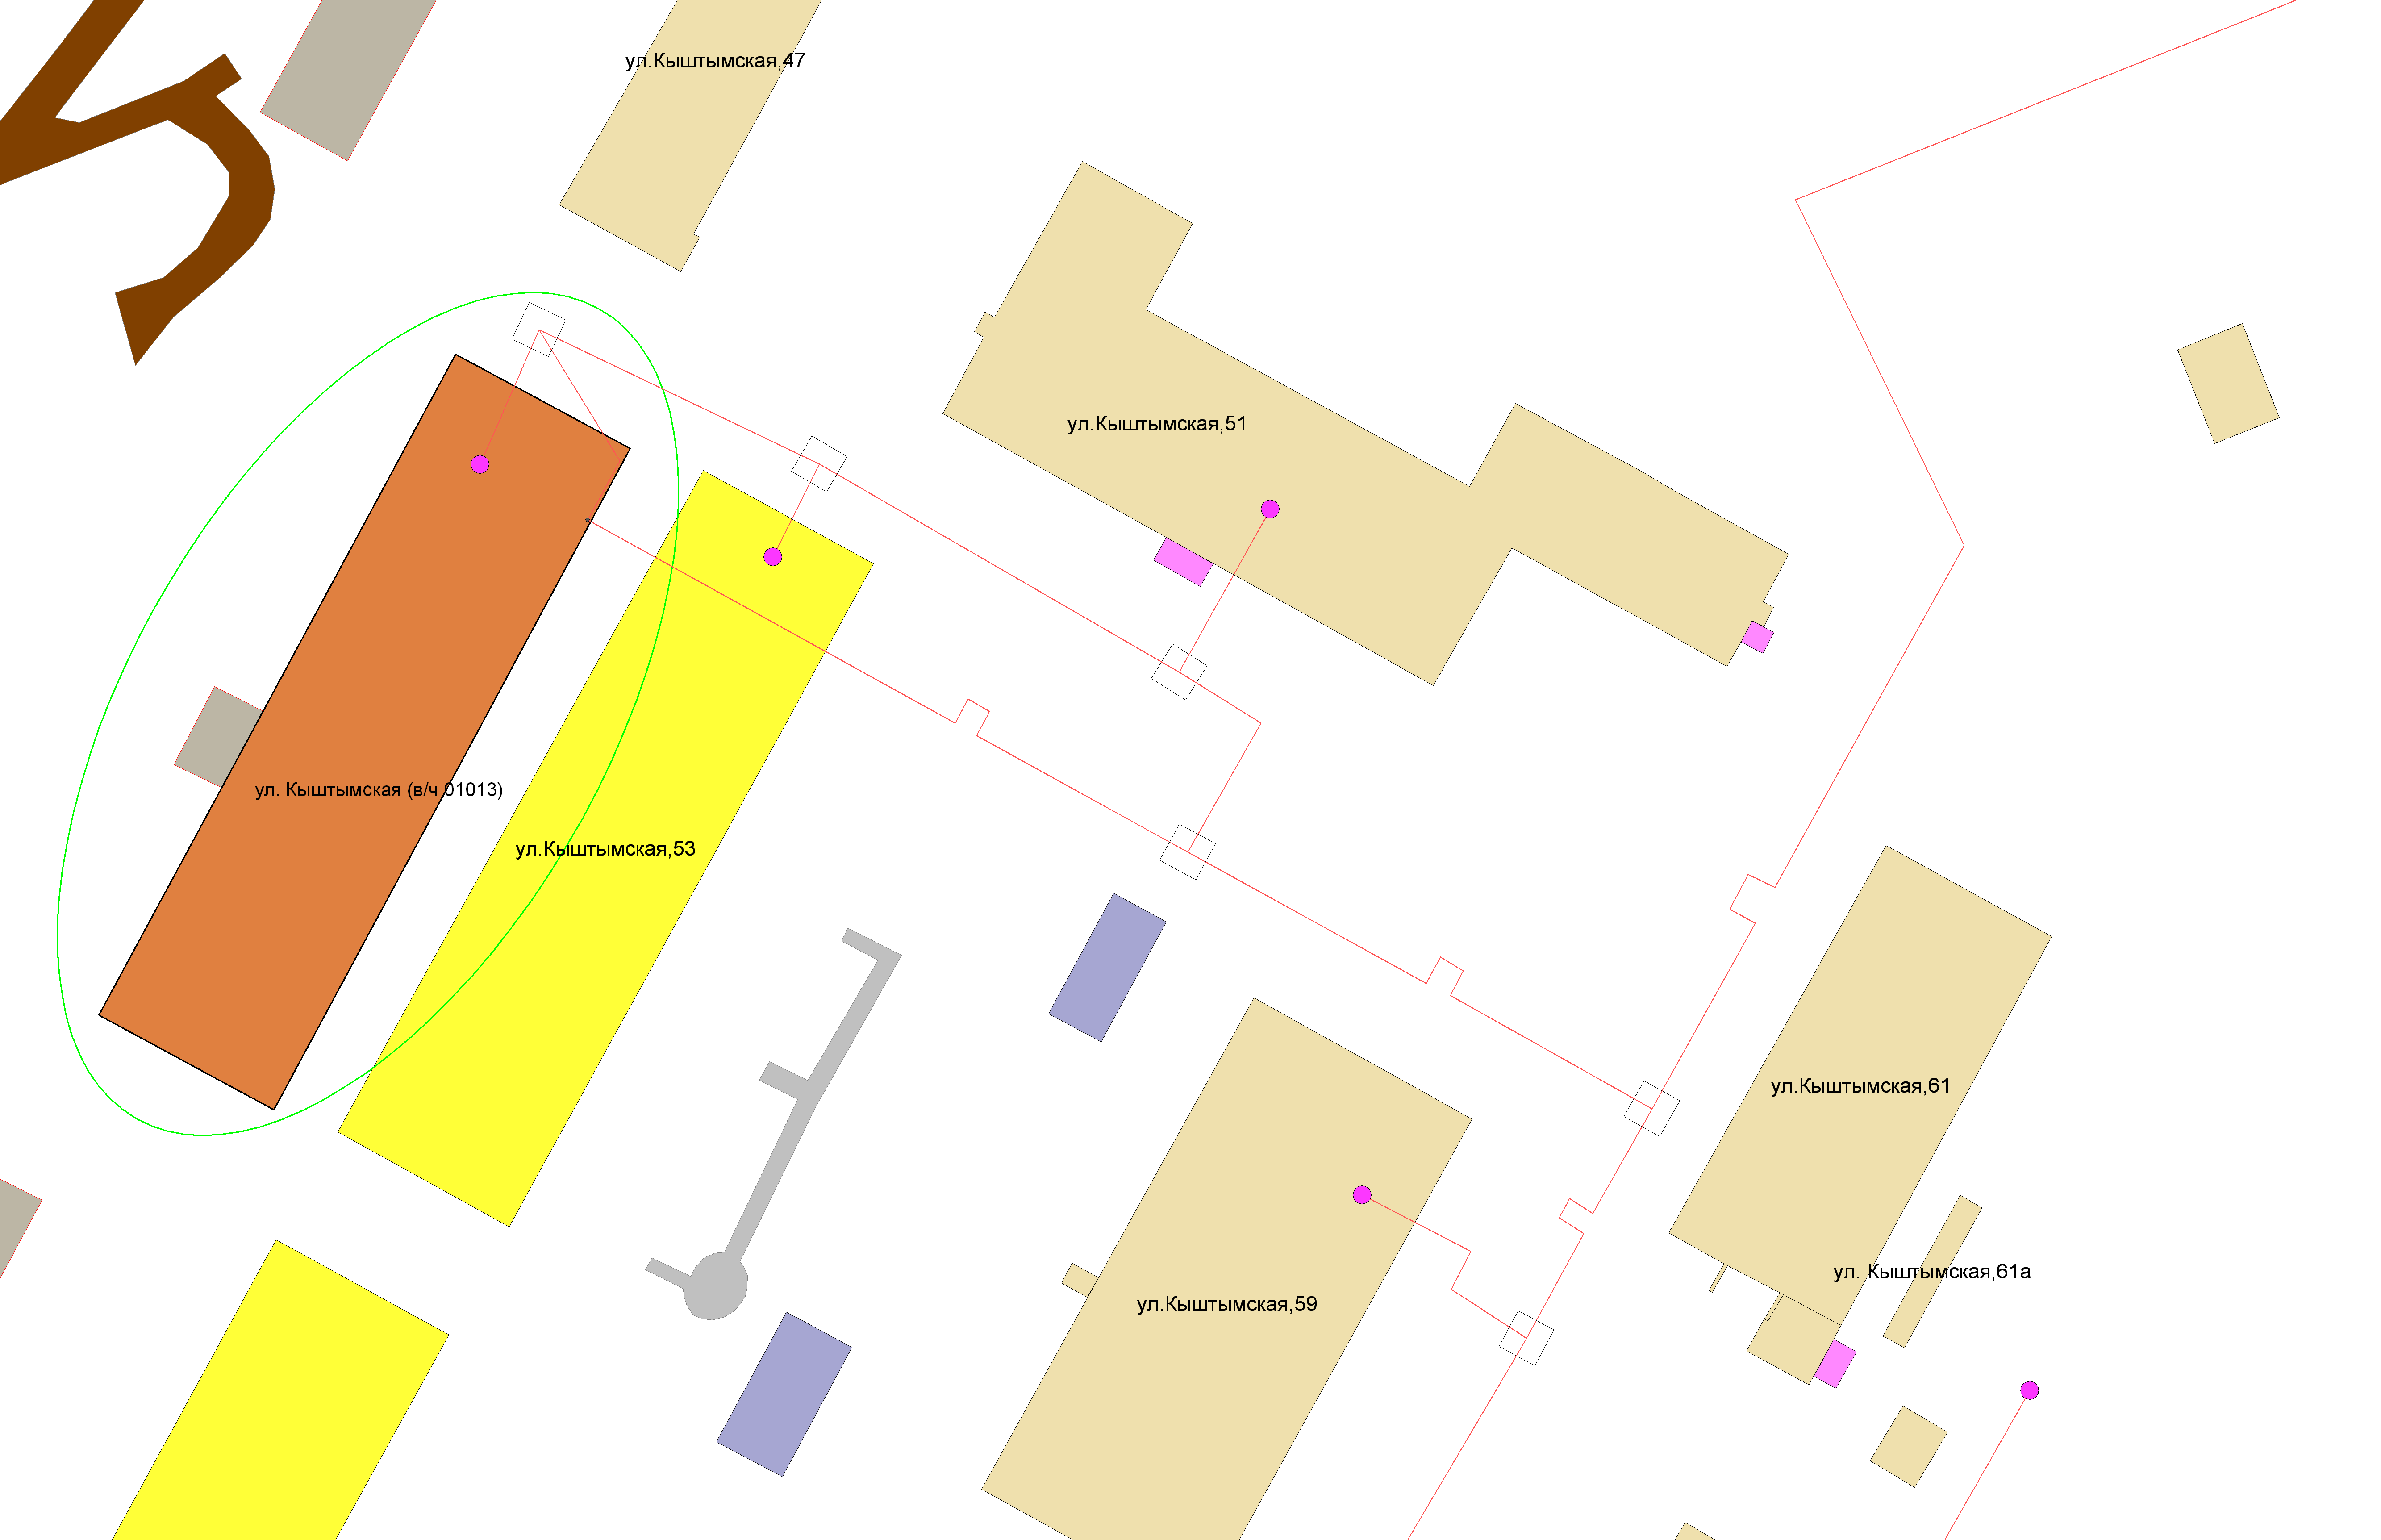 ул.Кыштымская,47
ул.Кыштымская,51
ул. Кыштымская (в/ч 01013)
ул.Кыштымская,53
ул.Кыштымская,61
ул. Кыштымская,61а
ул.Кыштымская,59